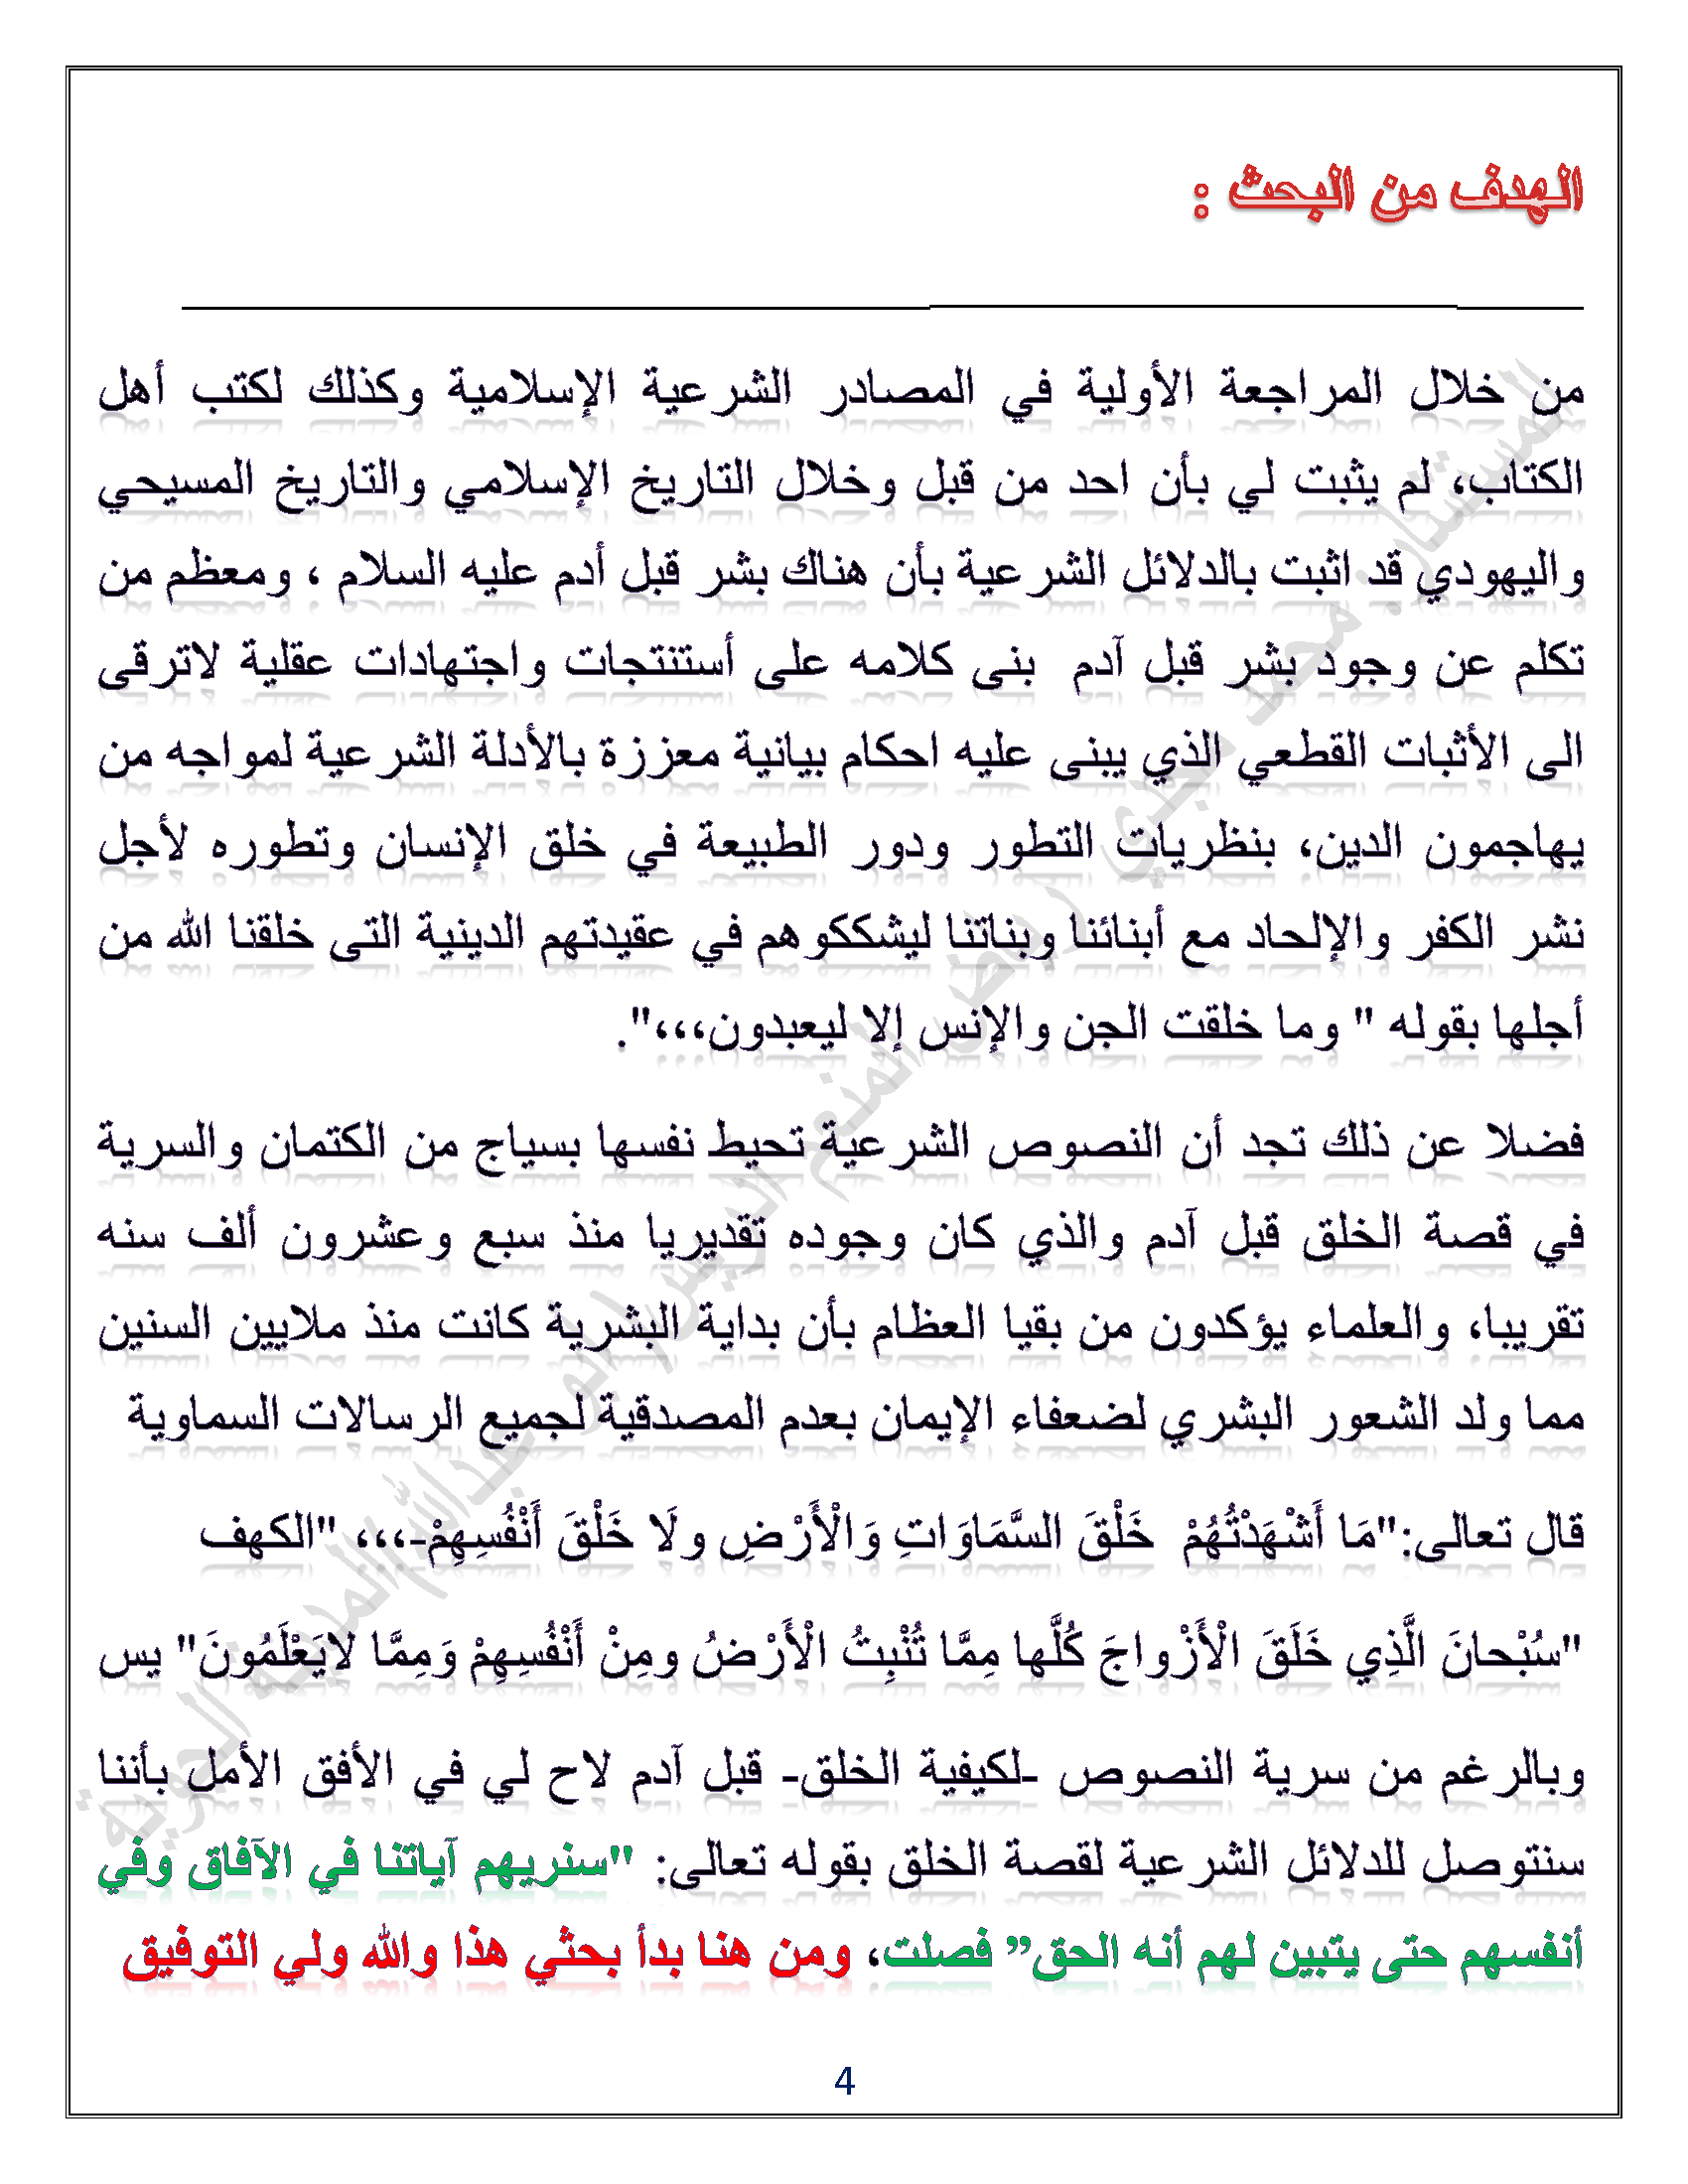 الهدف من البحث :
من خلال المراجعة الأولية في المصادر الشرعية الإسلامية وكذلك لكتب أهل
الكتاب، لم يثبت لي بأن احد من قبل وخلال التاريخ الإسلامي والتاريخ المسيحي
واليهودي قد اثبت بالدلائل الشرعية بأن هناك بشر قبل أدم عليه السلام ، ومعظم من
تكلم عن وجود بشر قبل آدم بنى كلامه على أستنتجات واجتهادات عقلية لاترقى
الى الأثبات القطعي الذي يبنى عليه احكام بيانية معززة بالأدلة الشرعية لمواجه من
يهاجمون الدين، بنظريات التطور ودور الطبيعة في خلق الإنسان وتطوره لأجل
نشر الكفر والإلحاد مع أبنائنا وبناتنا ليشككوهم في عقيدتهم الدينية التى خلقنا الله من
أجلها بقوله " وما خلقت الجن والإنس إلا ليعبدون،،،".
فضلا عن ذلك تجد أن النصوص الشرعية تحيط نفسها بسياج من الكتمان والسرية
في قصة الخلق قبل آدم والذي كان وجوده تقديريا منذ سبع وعشرون ألف سنه
تقريبا، والعلماء يؤكدون من بقيا العظام بأن بداية البشرية كانت منذ ملايين السنين
مما ولد الشعور البشري لضعفاء الإيمان بعدم المصدقية لجميع الرسالات السماوية
قال تعالى:"مَا أَشْهَدْتُهُمْ خَلْقَ السَّمَاوَاتِ وَالْأَرْضِ ولَا خَلْقَ أَنْفُسِهِمْ-،،، "الكهف
"سُبْحانَ الَّذِي خَلَقَ الْأَزْواجَ كُلَّها مِمَّا تُنْبِتُ الْأَرْضُ ومِنْ أَنْفُسِهِمْ وَمِمَّا لايَعْلَمُونَ" يس
وبالرغم من سرية النصوص -لكيفية الخلق- قبل آدم لاح لي في الأفق الأمل بأننا
سنتوصل للدلائل الشرعية لقصة الخلق بقوله تعالى: "سنريهم آياتنا في الآفاق وفي
أنفسهم حتى يتبين لهم أنه الحق” فصلت، ومن هنا بدأ بحثي هذا والله ولي التوفيق
4